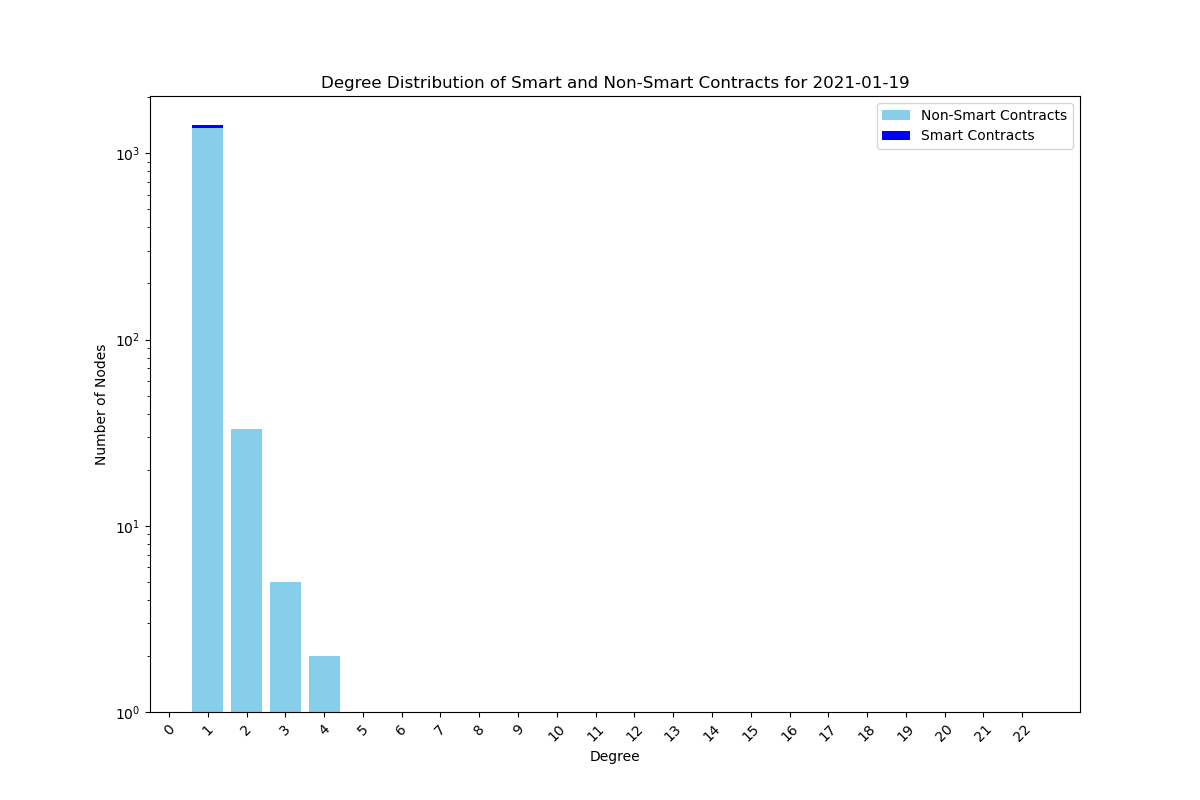 Degree Distribution of Smart and Non-Smart Contracts for 2021-01-19
Non-Smart Contracts
Smart Contracts
Number of Nodes
10³
10²
10¹
10⁰
0 1 2 3 4 5 6 7 8 9 10 11 12 13 14 15 16 17 18 19 20 21 22
Degree